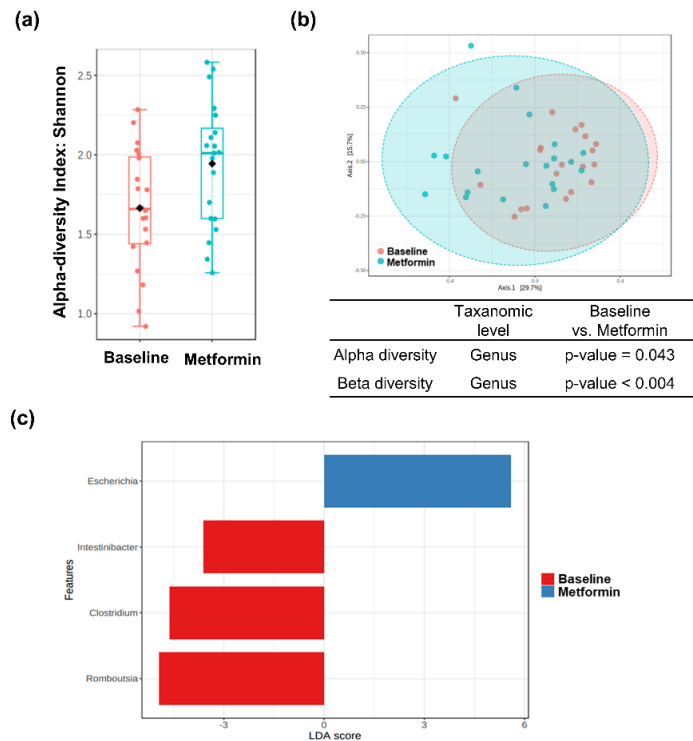 (a)
Alpha-diversity Index: Shannon
2.5
2.0
1.5
1.0
Baseline
Metformin
(b)
Axis.2 [15.7%]
0.50
0.25
0.00
-0.25
-0.50
Baseline
Metformin
-0.4
0.0
0.4
Axis.1 [29.7%]
Taxanomic level
Baseline vs. Metformin
Alpha diversity Genus p-value = 0.043
Beta diversity Genus p-value < 0.004
(c)
Features
Escherichia
Intestinibacter
Clostridium
Romboutsia
-3
0
3
6
LDA score
Baseline
Metformin